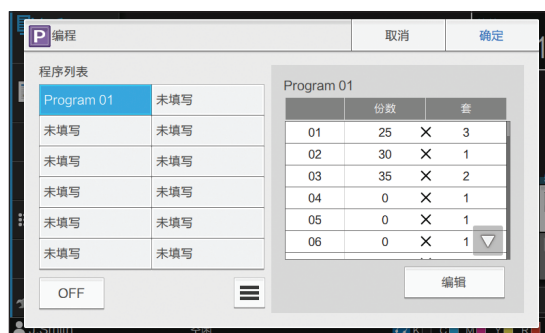 P 编程 取消 确定
程序列表
Program 01 未填写
未填写 未填写
未填写 未填写
未填写 未填写
未填写 未填写
未填写 未填写
OFF
Program 01
份数 套
01 25 × 3
02 30 × 1
03 35 × 2
04 0 × 1
05 0 × 1
06 0 × 1
编辑
J.Smith